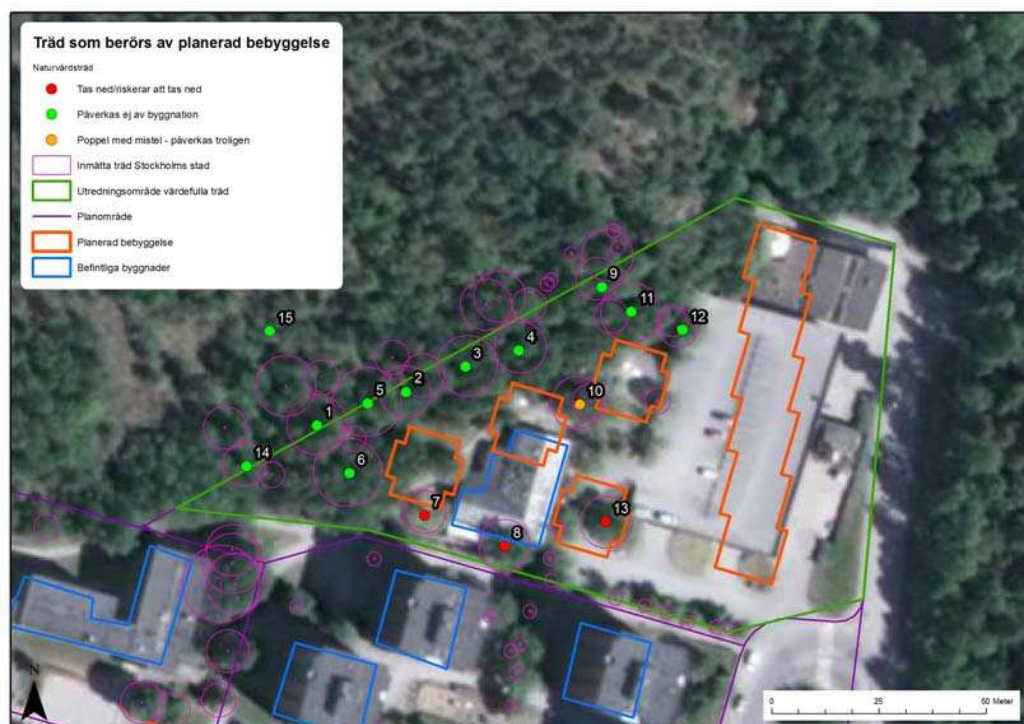 Träd som berörs av planerad bebyggelse
Naturvårdsträd
Tas ned/riskerar att tas ned
Påverkas ej av byggnation
Poppel med mistel - påverkas troligen
Inmätta träd Stockholms stad
Utredningsområde värdefulla träd
Planområde
Planerad bebyggelse
Befintliga byggnader
9
11
12
15
4
3
2
10
5
1
14
6
7
13
8
N
0 25 50 Meter